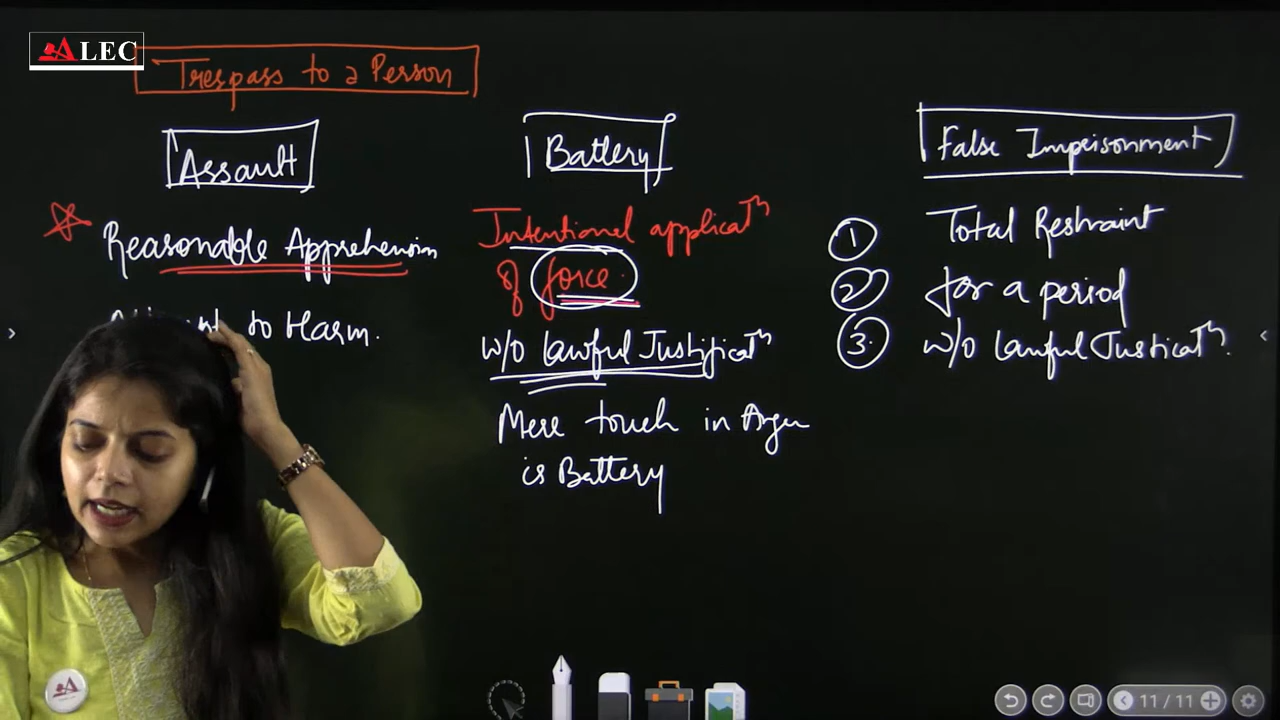 ALEC
Trespass to a Person
Assault
Reasonable Apprehension
to Harm.
Battery
Intentional applicatn
of force.
w/o lawful Justificatn
Mere touch in Anger
is Battery
False Imprisonment
1 Total Restraint
2 for a period
3. w/o Lawful Justicatn.
11 / 11